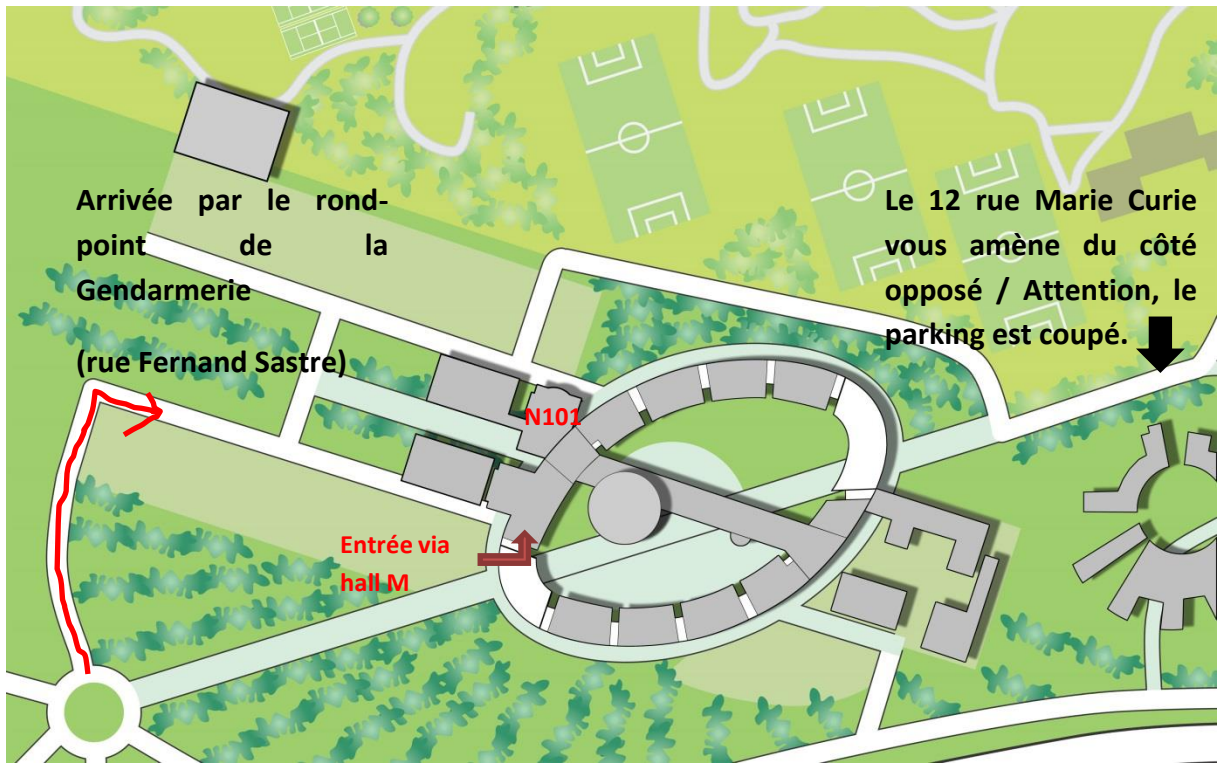 Arrivée par le rond-
point de la
Gendarmerie
(rue Fernand Sastre)
Le 12 rue Marie Curie
vous amène du côté
opposé / Attention, le
parking est coupé.
N101
Entrée via
hall M